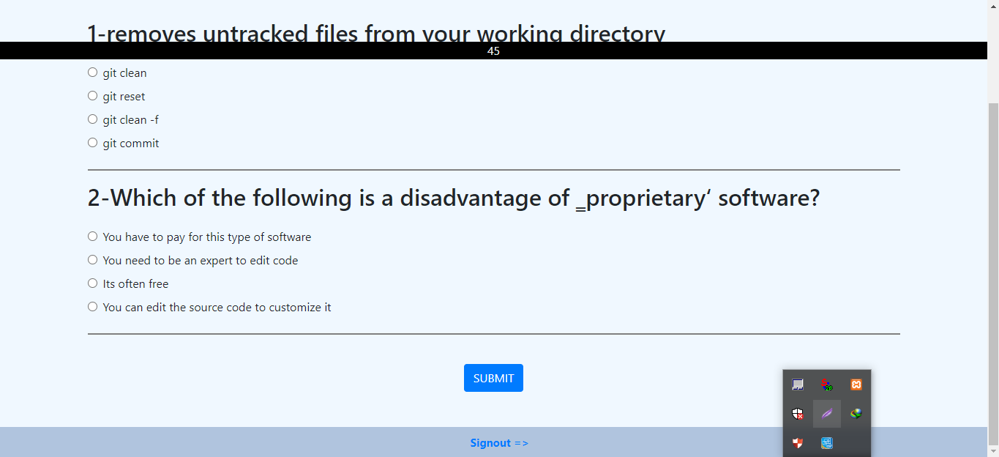 1-removes untracked files from your working directory
45
git clean
git reset
git clean -f
git commit
2-Which of the following is a disadvantage of ‗proprietary‘ software?
You have to pay for this type of software
You need to be an expert to edit code
Its often free
You can edit the source code to customize it
SUBMIT
Signout =>